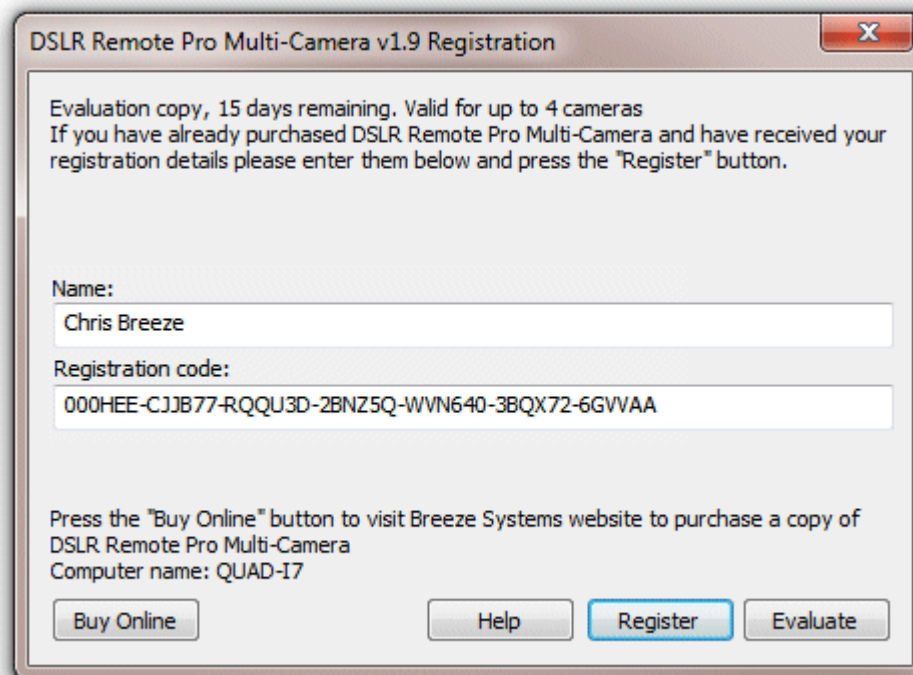 DSLR Remote Pro Multi-Camera v1.9 Registration
Evaluation copy, 15 days remaining. Valid for up to 4 cameras
If you have already purchased DSLR Remote Pro Multi-Camera and have received your
registration details please enter them below and press the "Register" button.
Name:
Chris Breeze
Registration code:
000HEE-CJJB77-RQQU3D-2BNZ5Q-WVN640-3BQX72-6GVVAA
Press the "Buy Online" button to visit Breeze Systems website to purchase a copy of
DSLR Remote Pro Multi-Camera
Computer name: QUAD-I7
Buy Online Help Register Evaluate